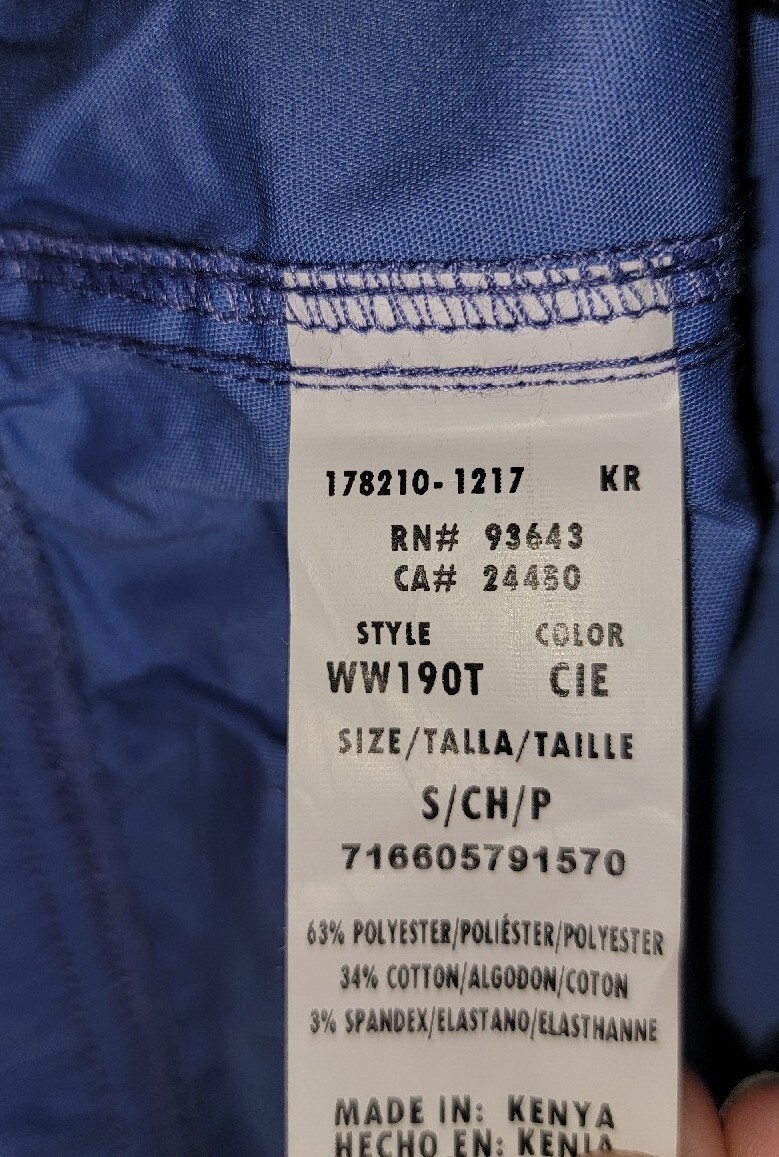 178210-1217 KR
RN# 93643
CA# 24480
STYLE COLOR
WW190T CIE
SIZE/TALLA/TAILLE
S/CH/P
716605791570
63% POLYESTER/POLIÉSTER/POLYESTER
34% COTTON/ALGODON/COTON
3% SPANDEX/ELASTANO/ELASTHANNE
MADE IN: KENYA
HECHO EN: KENIA